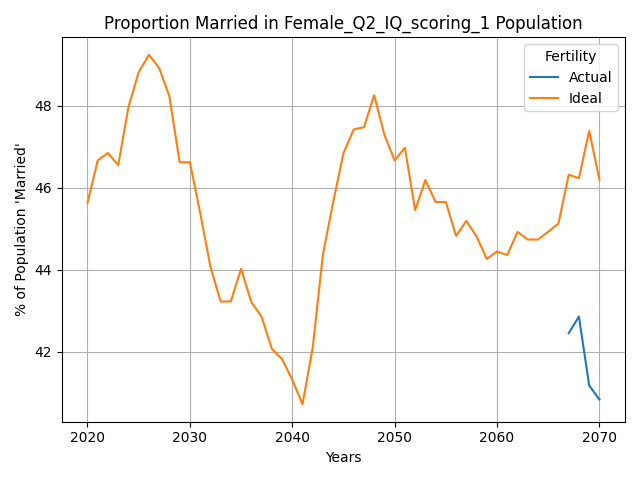 Proportion Married in Female_Q2_IQ_scoring_1 Population
Fertility
Actual
Ideal
% of Population 'Married'
48
46
44
42
2020 2030 2040 2050 2060 2070
Years